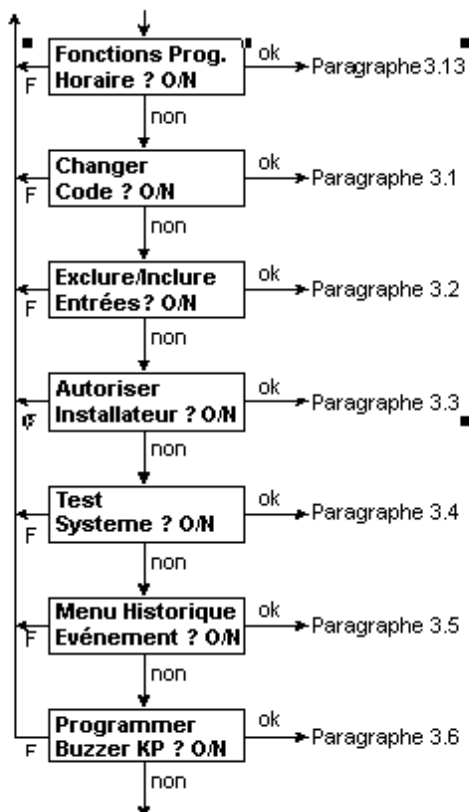 Fonctions Prog.
Horaire ? O/N
ok
Paragraphe 3.13
F
non
Changer
Code ? O/N
ok
Paragraphe 3.1
F
non
Exclure/Inclure
Entrées? O/N
ok
Paragraphe 3.2
F
non
Autoriser
Installateur ? O/N
ok
Paragraphe 3.3
non
Test
Systeme ? O/N
ok
Paragraphe 3.4
F
non
Menu Historique
Evénement ? O/N
ok
Paragraphe 3.5
F
non
Programmer
Buzzer KP ? O/N
ok
Paragraphe 3.6
F
non